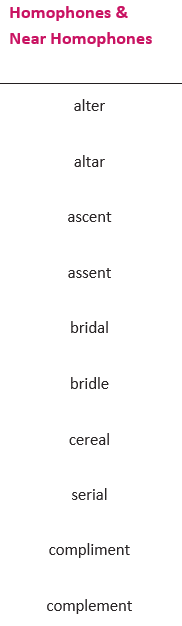 Homophones &
Near Homophones
alter
altar
ascent
assent
bridal
bridle
cereal
serial
compliment
complement